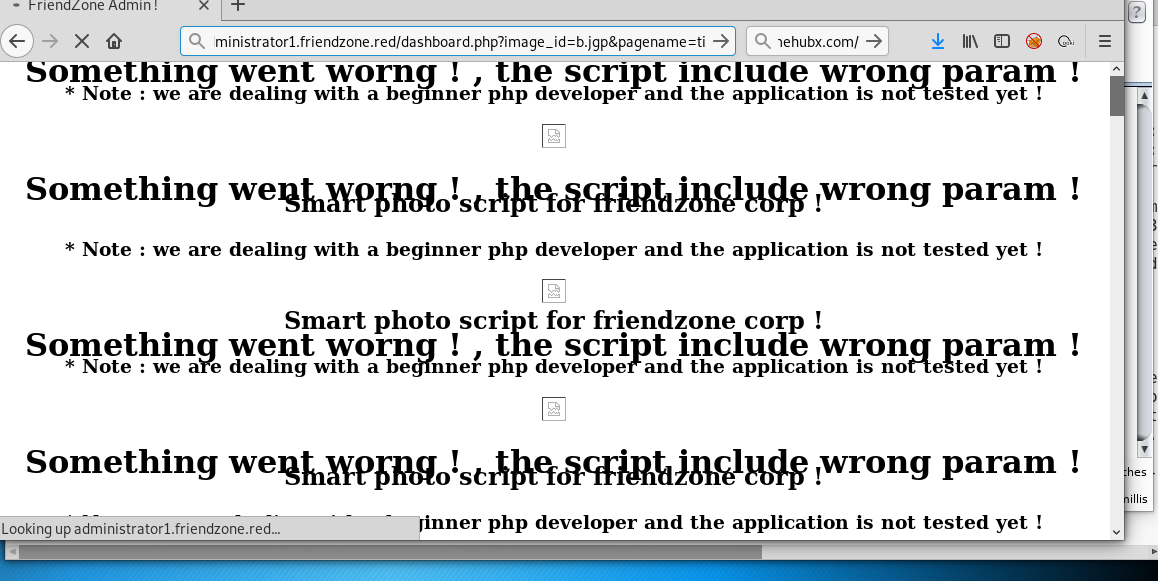 FriendZone Admin !
ministrator1.friendzone.red/dashboard.php?image_id=b.jgp&pagename=ti
nehubx.com/
Something went worng ! , the script include wrong param !
* Note : we are dealing with a beginner php developer and the application is not tested yet !
Something went worng ! , the script include wrong param !
Smart photo script for friendzone corp !
* Note : we are dealing with a beginner php developer and the application is not tested yet !
Smart photo script for friendzone corp !
Something went worng ! , the script include wrong param !
* Note : we are dealing with a beginner php developer and the application is not tested yet !
Something went worng ! , the script include wrong param !
Smart photo script for friendzone corp !
ginner php developer and the application is not tested yet !
Looking up administrator1.friendzone.red...
ches
millis